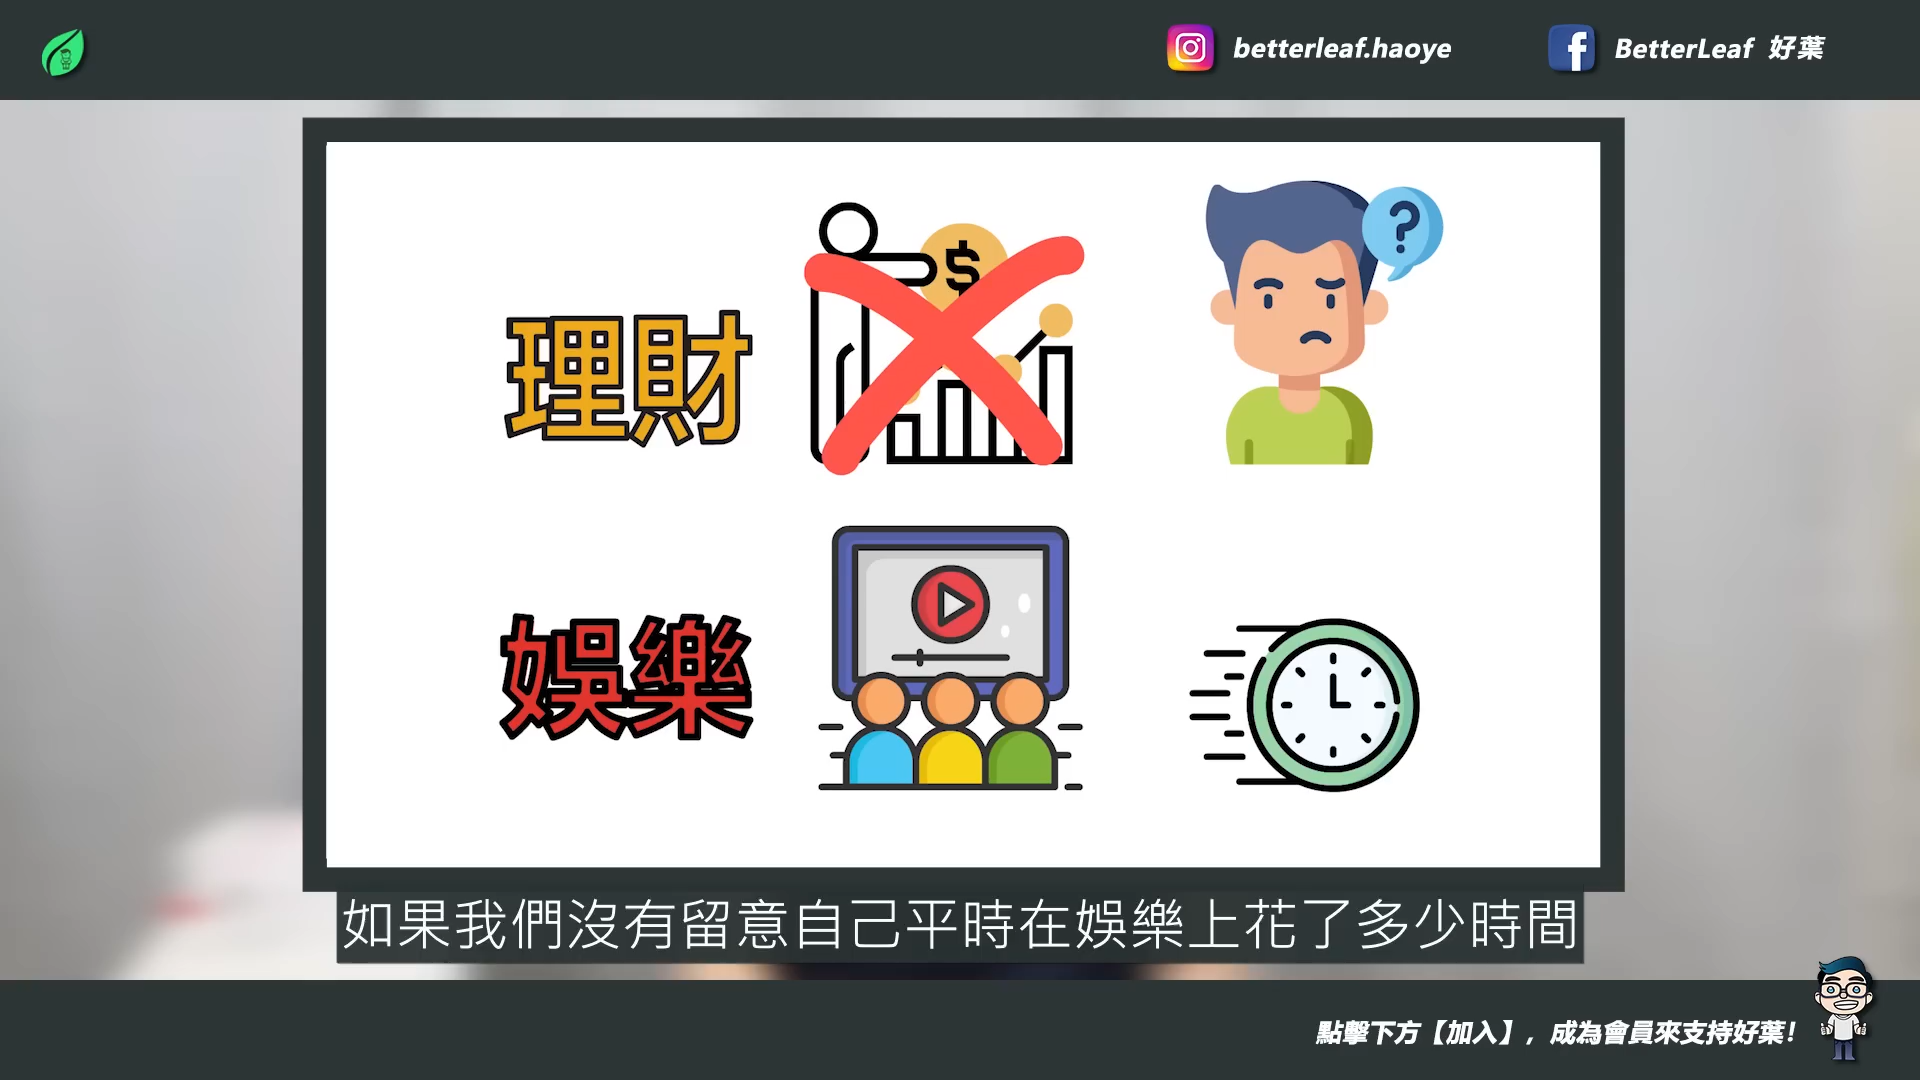 betterleaf.haoye
BetterLeaf 好葉
理財
$
?
娛樂
如果我們沒有留意自己平時在娛樂上花了多少時間
點擊下方【加入】，成為會員來支持好葉！